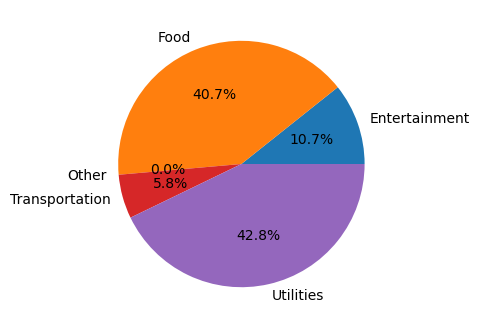 Food
40.7%
Entertainment
10.7%
Other
0.0%
Transportation
5.8%
42.8%
Utilities